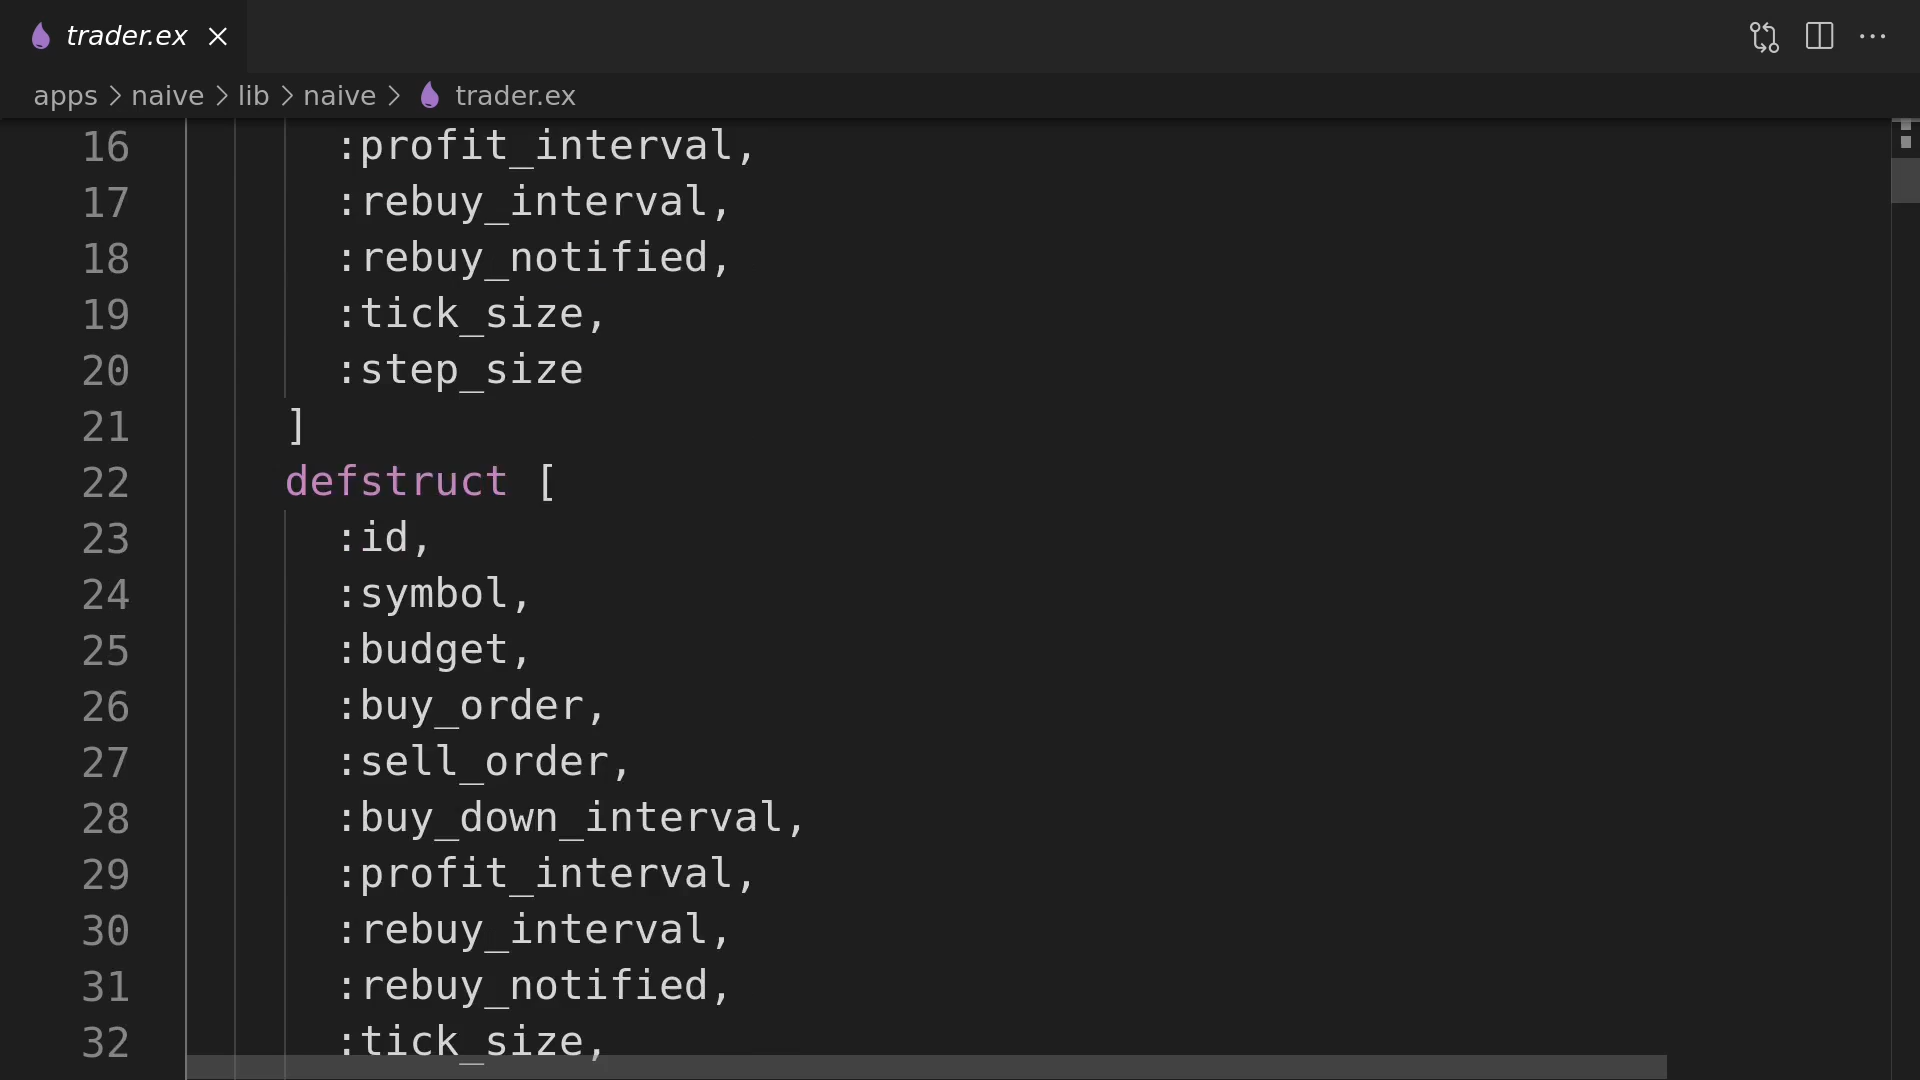 trader.ex
apps > naive > lib > naive > trader.ex
16 :profit_interval,
17 :rebuy_interval,
18 :rebuy_notified,
19 :tick_size,
20 :step_size
21 ]
22 defstruct [
23 :id,
24 :symbol,
25 :budget,
26 :buy_order,
27 :sell_order,
28 :buy_down_interval,
29 :profit_interval,
30 :rebuy_interval,
31 :rebuy_notified,
32 :tick_size,